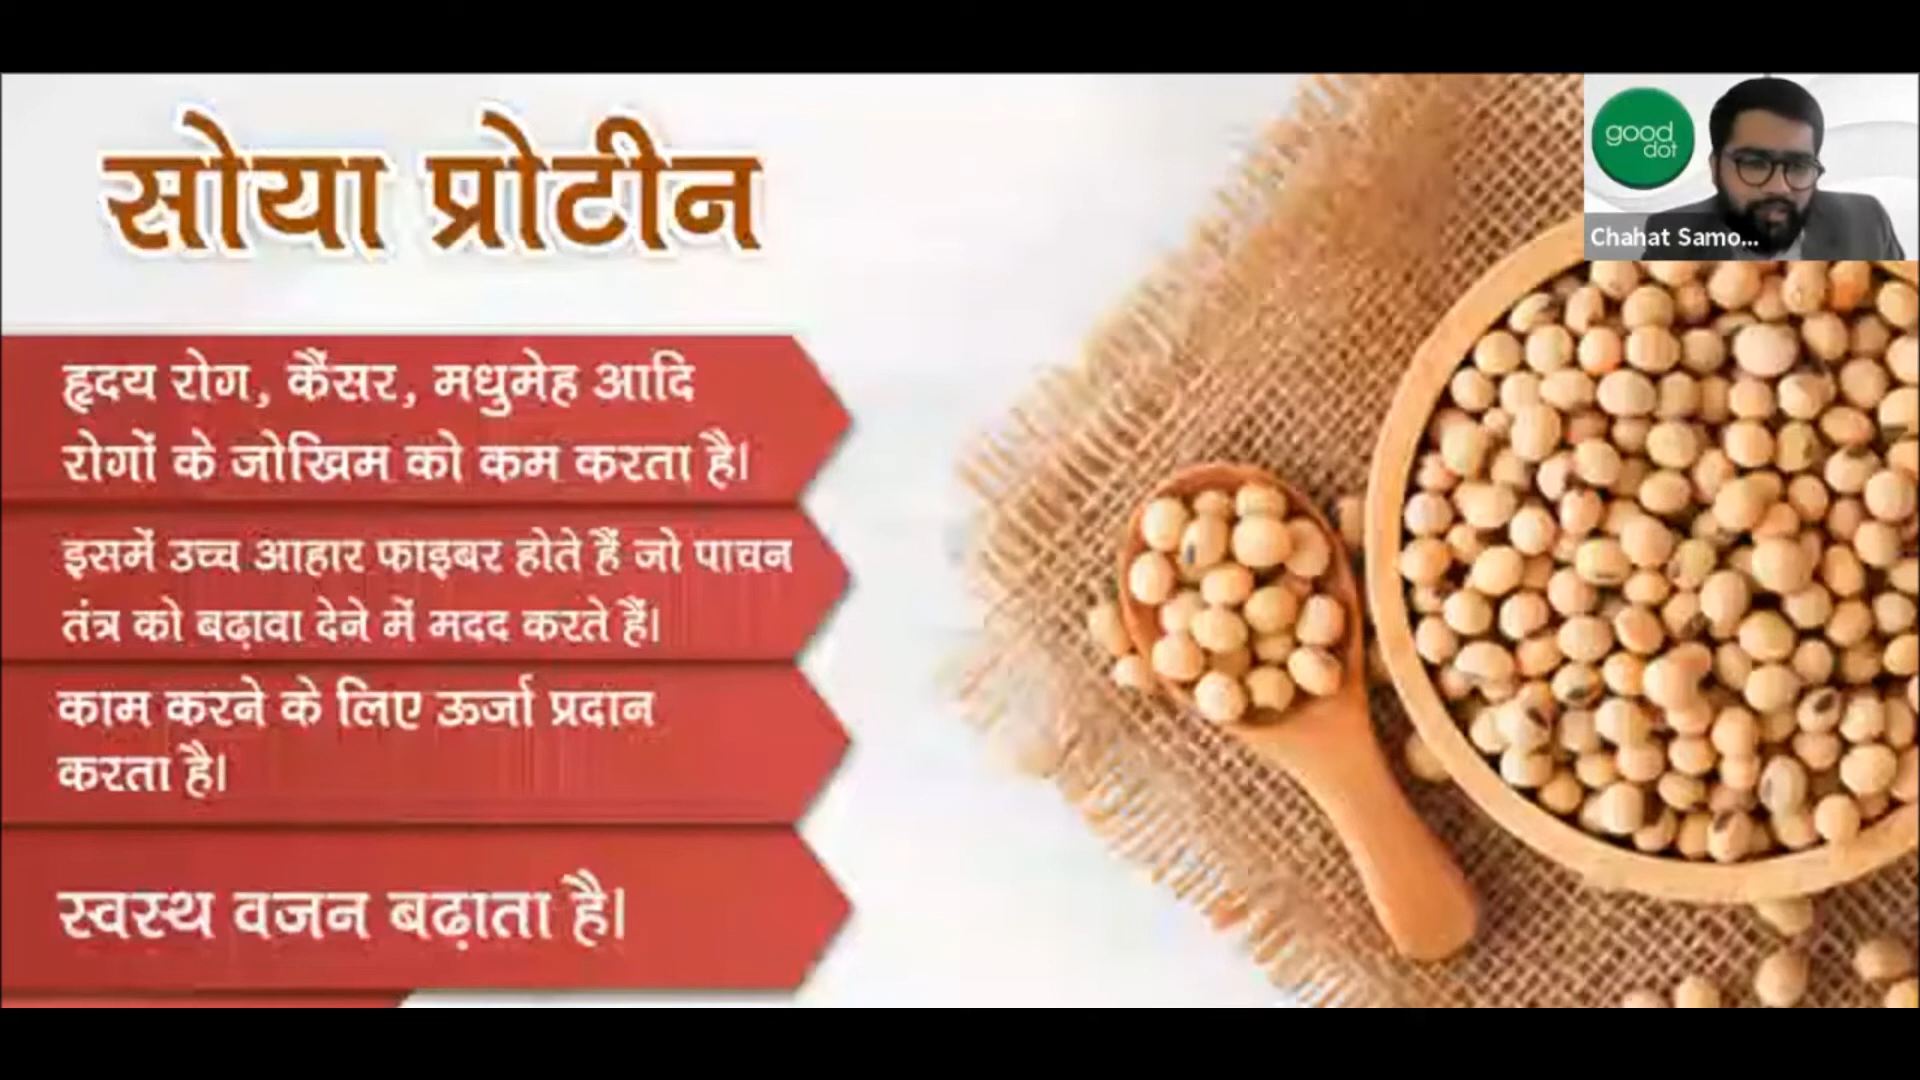 सोया प्रोटीन
हृदय रोग, कैंसर, मधुमेह आदि
रोगों के जोखिम को कम करता है।
इसमें उच्च आहार फाइबर होते हैं जो पाचन
तंत्र को बढ़ावा देने में मदद करते हैं।
काम करने के लिए ऊर्जा प्रदान
करता है।
स्वस्थ वजन बढ़ाता है।
good
dot
Chahat Samo...